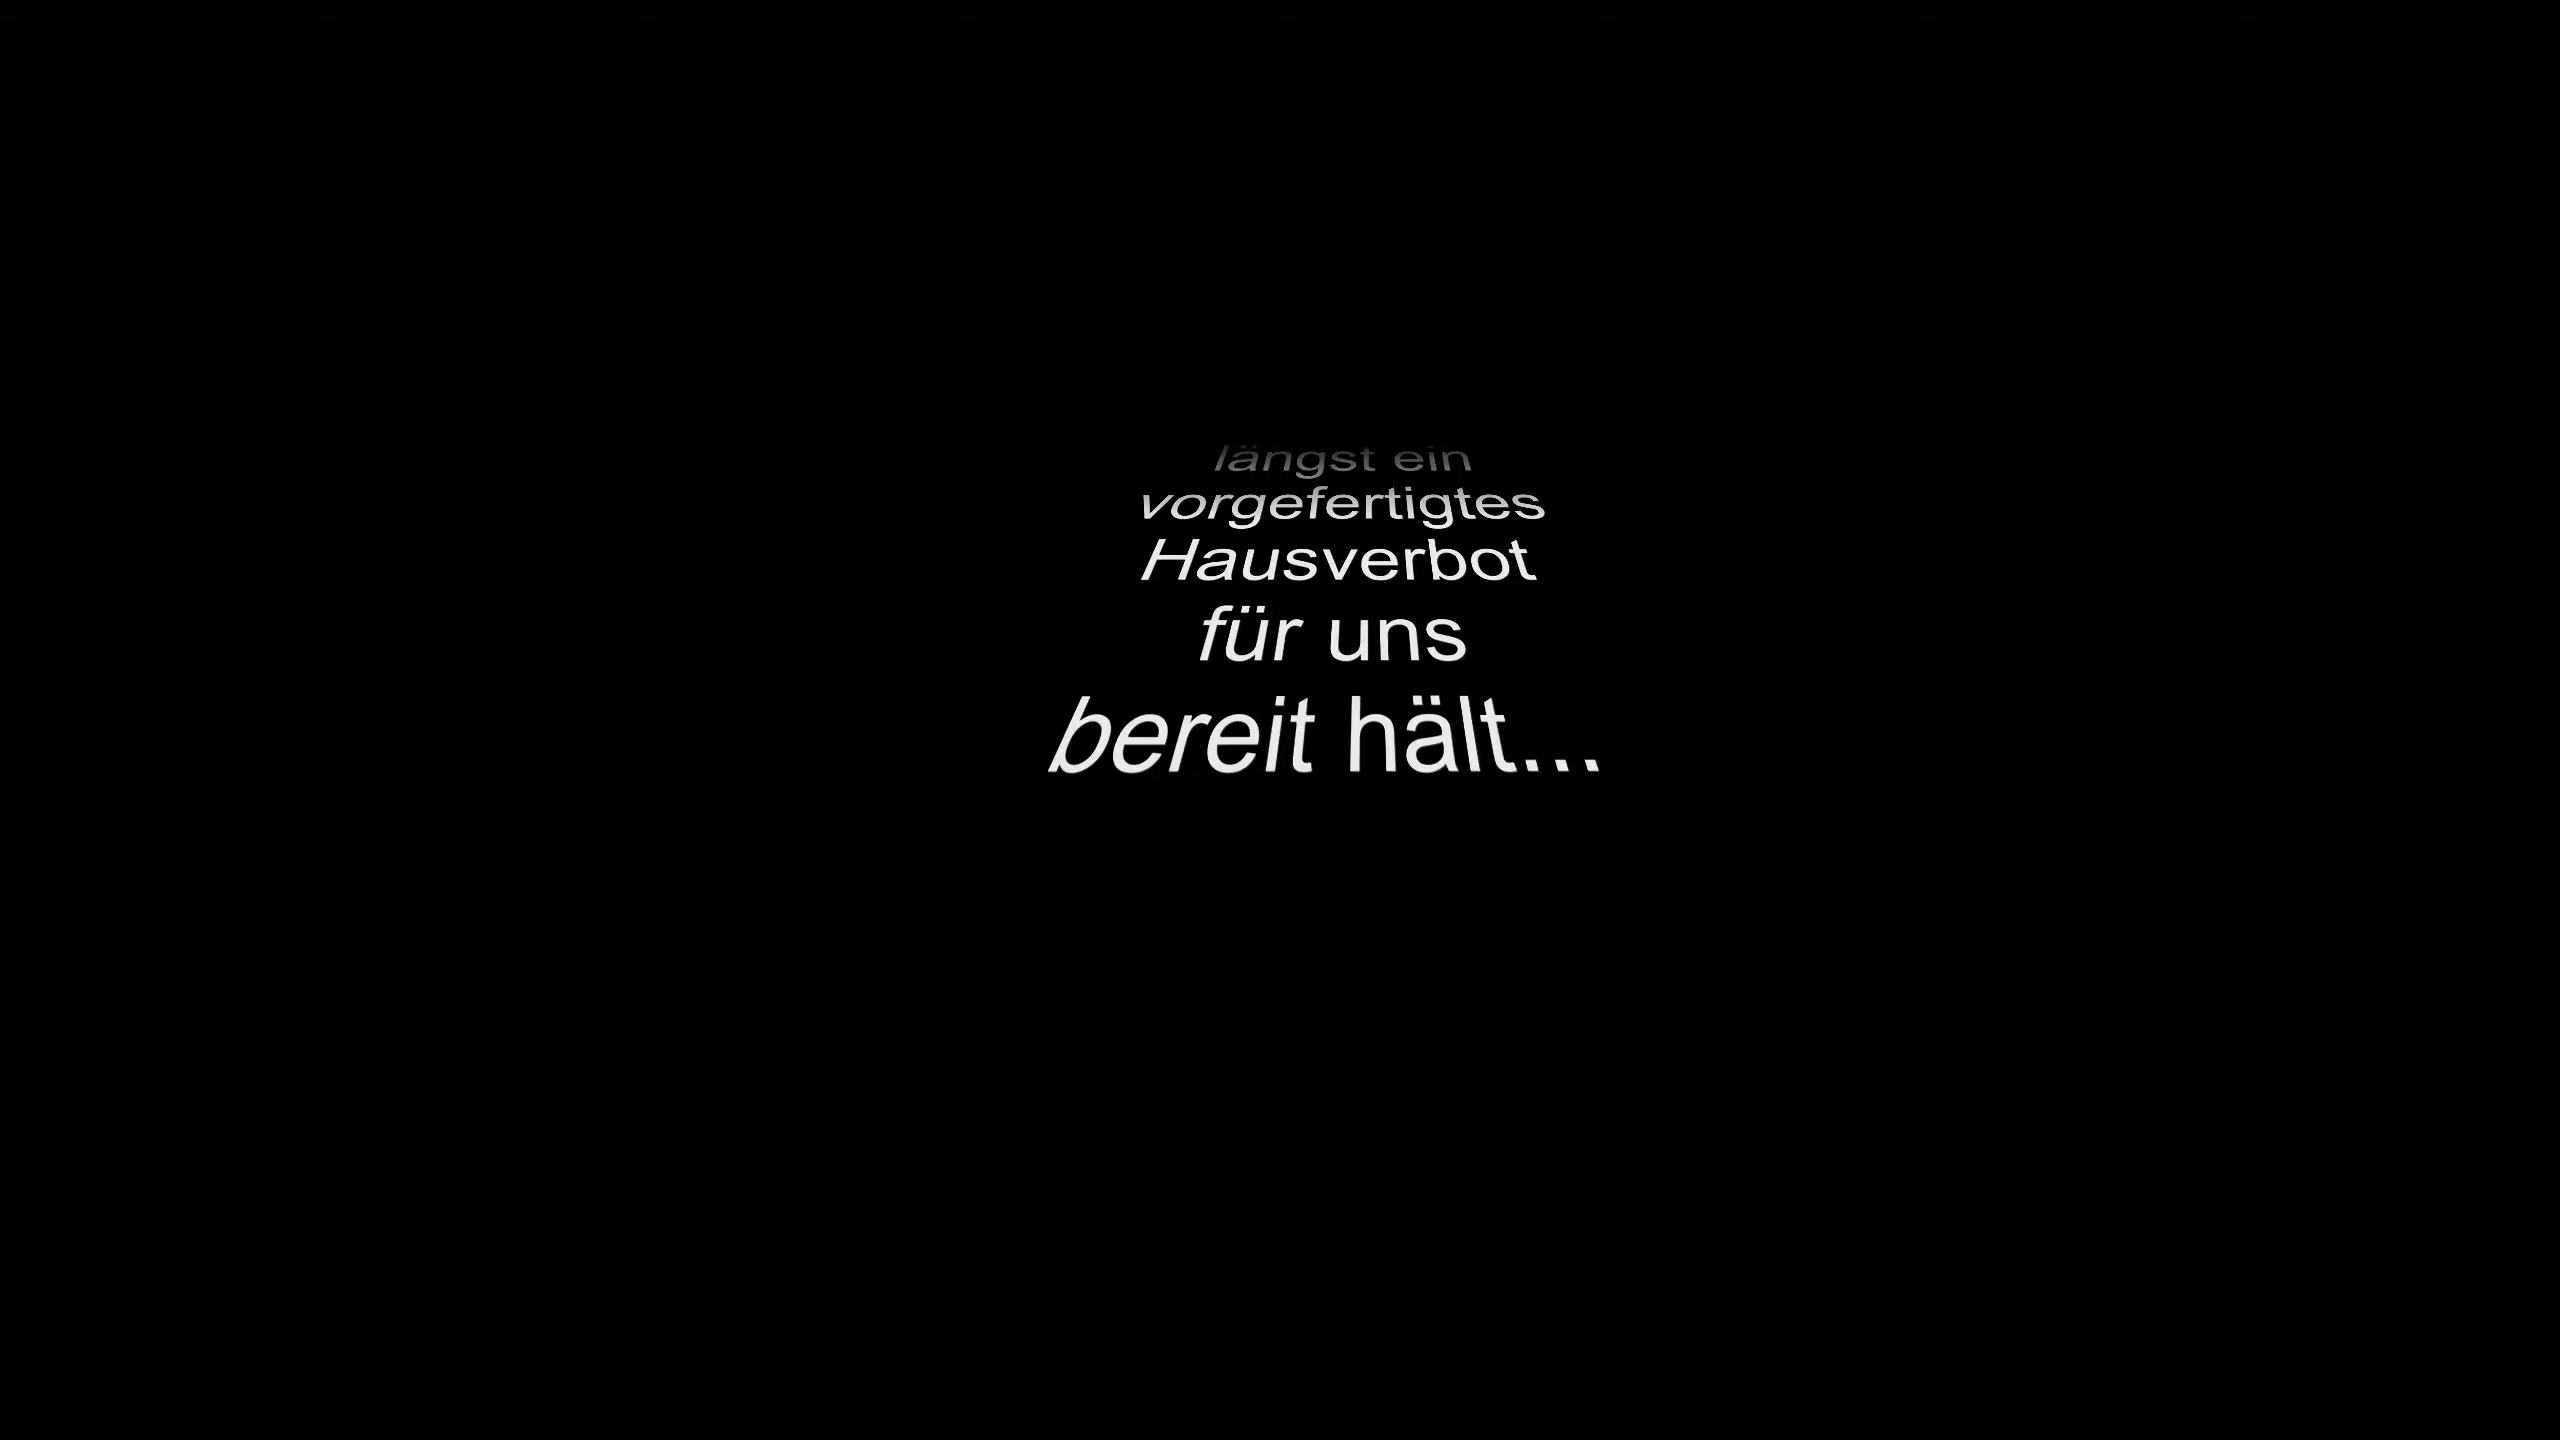 längst ein
vorgefertigtes
Hausverbot
für uns
bereit hält...